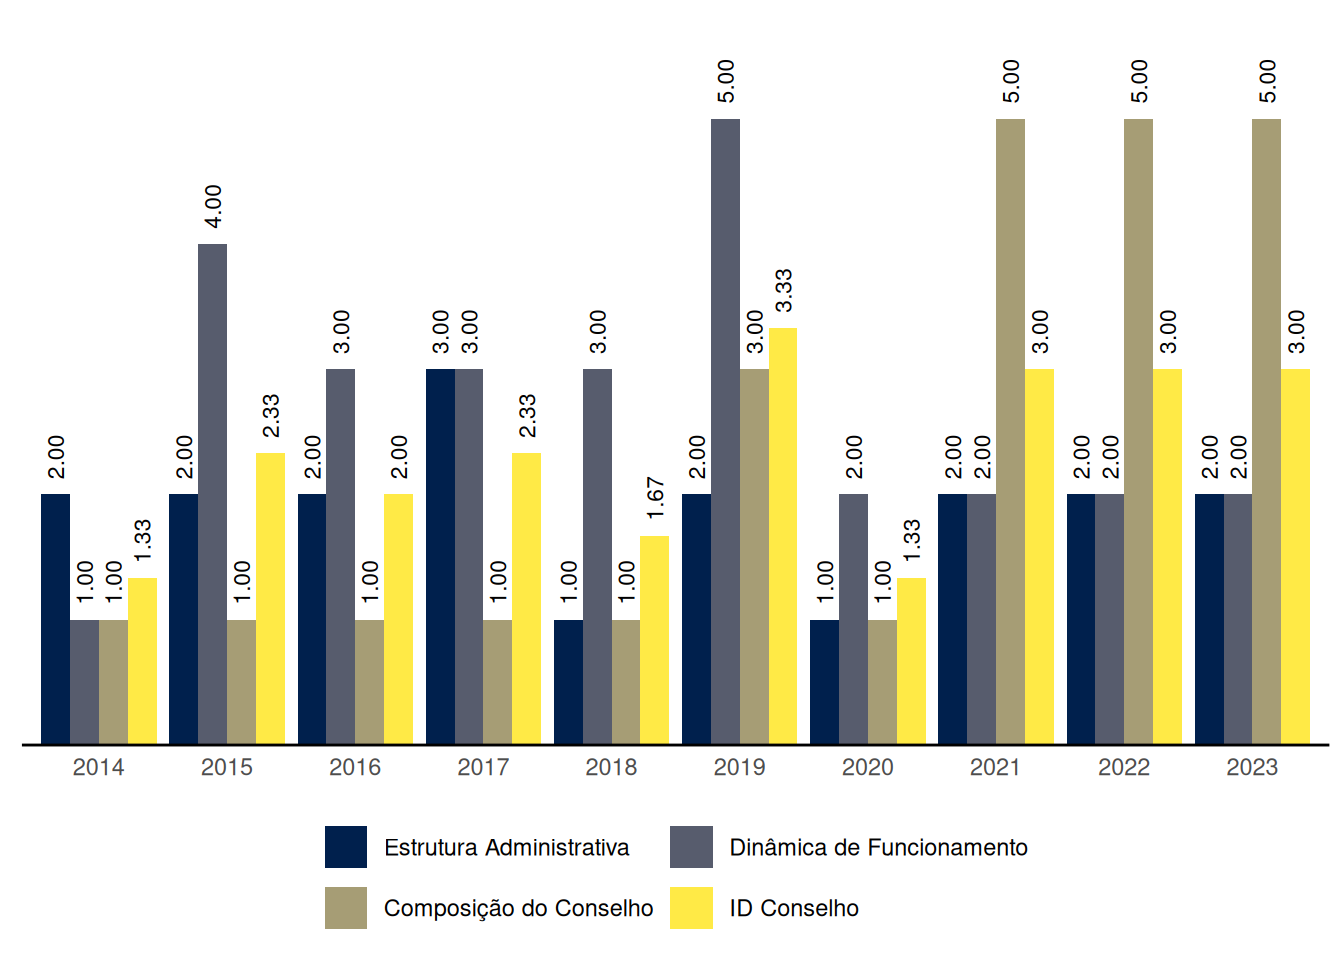 2.00 1.00 1.00 1.33
2.00 4.00 1.00 2.33
2.00 3.00 1.00 2.00
3.00 3.00 1.00 2.33
1.00 3.00 1.00 1.67
2.00 5.00 3.00 3.33
1.00 2.00 1.00 1.33
2.00 2.00 5.00 3.00
2.00 2.00 5.00 3.00
2.00 2.00 5.00 3.00
2014 2015 2016 2017 2018 2019 2020 2021 2022 2023
Estrutura Administrativa Dinâmica de Funcionamento
Composição do Conselho ID Conselho